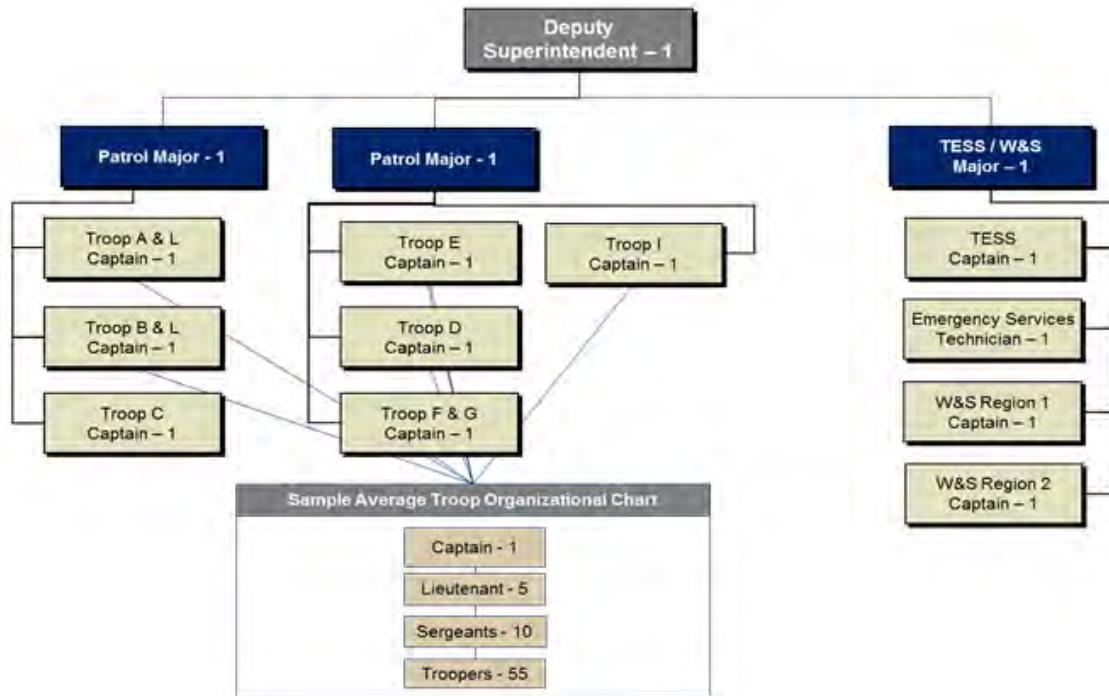 Deputy
Superintendent – 1
Patrol Major - 1
Patrol Major - 1
TESS / W&S
Major – 1
Troop A & L
Captain – 1
Troop B & L
Captain – 1
Troop C
Captain – 1
Troop E
Captain – 1
Troop D
Captain – 1
Troop F & G
Captain – 1
Troop I
Captain – 1
TESS
Captain – 1
Emergency Services
Technician – 1
W&S Region 1
Captain – 1
W&S Region 2
Captain – 1
Sample Average Troop Organizational Chart
Captain - 1
Lieutenant - 5
Sergeants - 10
Troopers - 55